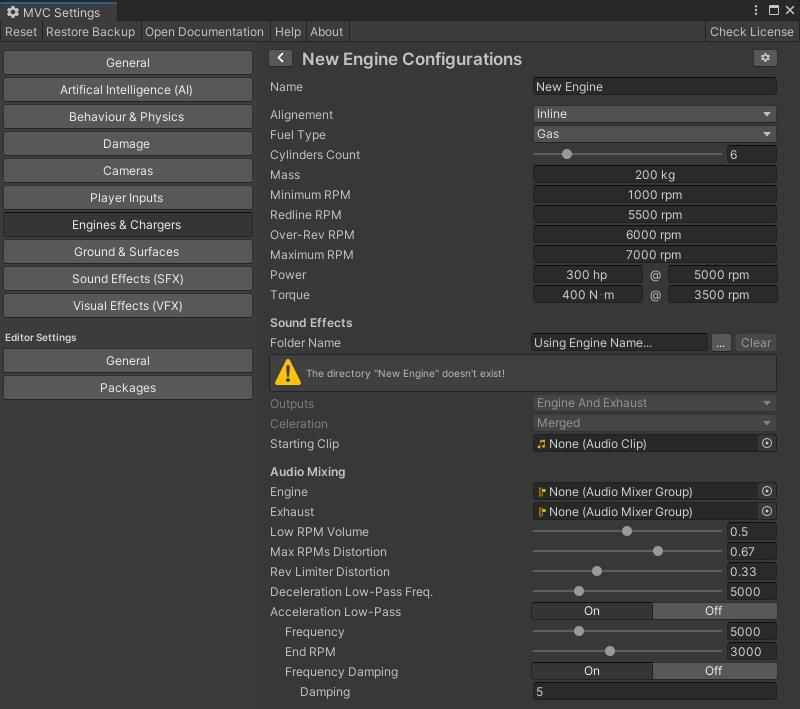 MVC Settings
Reset Restore Backup Open Documentation Help About Check License
General
Artifical Intelligence (AI)
Behaviour & Physics
Damage
Cameras
Player Inputs
Engines & Chargers
Ground & Surfaces
Sound Effects (SFX)
Visual Effects (VFX)
Editor Settings
General
Packages
New Engine Configurations
Name New Engine
Alignement Inline
Fuel Type Gas
Cylinders Count 6
Mass 200 kg
Minimum RPM 1000 rpm
Redline RPM 5500 rpm
Over-Rev RPM 6000 rpm
Maximum RPM 7000 rpm
Power 300 hp @ 5000 rpm
Torque 400 N·m @ 3500 rpm
Sound Effects
Folder Name Using Engine Name... ... Clear
The directory "New Engine" doesn't exist!
Outputs Engine And Exhaust
Celeration Merged
Starting Clip None (Audio Clip)
Audio Mixing
Engine None (Audio Mixer Group)
Exhaust None (Audio Mixer Group)
Low RPM Volume 0.5
Max RPMs Distortion 0.67
Rev Limiter Distortion 0.33
Deceleration Low-Pass Freq. 5000
Acceleration Low-Pass On Off
Frequency 5000
End RPM 3000
Frequency Damping On Off
Damping 5